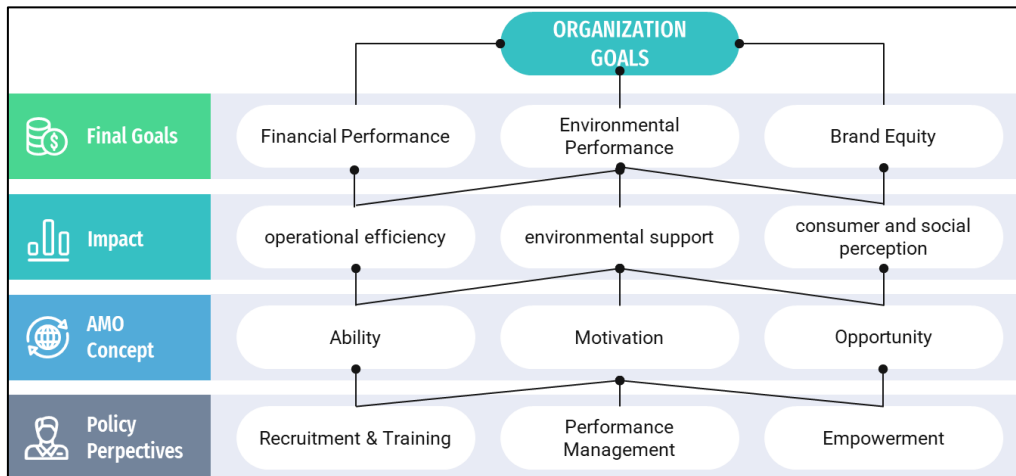 ORGANIZATION
GOALS
Final Goals
Financial Performance
Environmental
Performance
Brand Equity
Impact
operational efficiency
environmental support
consumer and social
perception
AMO
Concept
Ability
Motivation
Opportunity
Policy
Perpectives
Recruitment & Training
Performance
Management
Empowerment